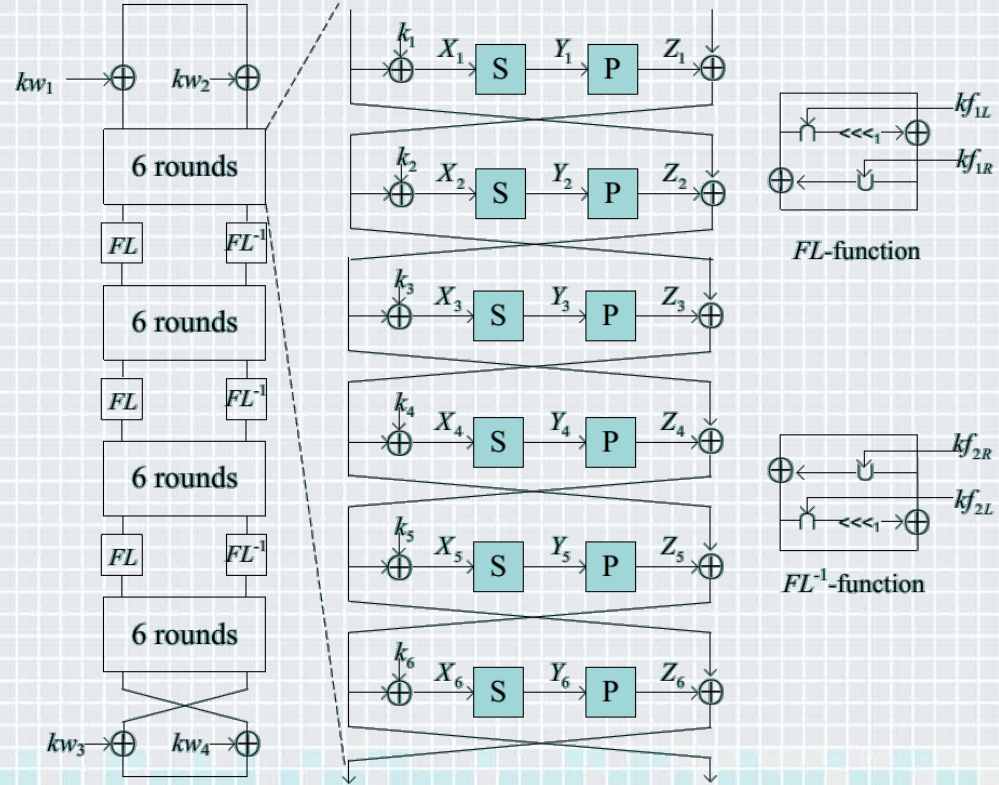 kw₁
kw₂
6 rounds
FL
FL⁻¹
6 rounds
FL
FL⁻¹
6 rounds
FL
FL⁻¹
6 rounds
kw₃
kw₄
k₁ X₁ S Y₁ P Z₁
k₂ X₂ S Y₂ P Z₂
k₃ X₃ S Y₃ P Z₃
k₄ X₄ S Y₄ P Z₄
k₅ X₅ S Y₅ P Z₅
k₆ X₆ S Y₆ P Z₆
kf₁L
∩ <<<₁
kf₁R
∪
FL-function
kf₂R
∪
kf₂L
∩ <<<₁
FL⁻¹-function